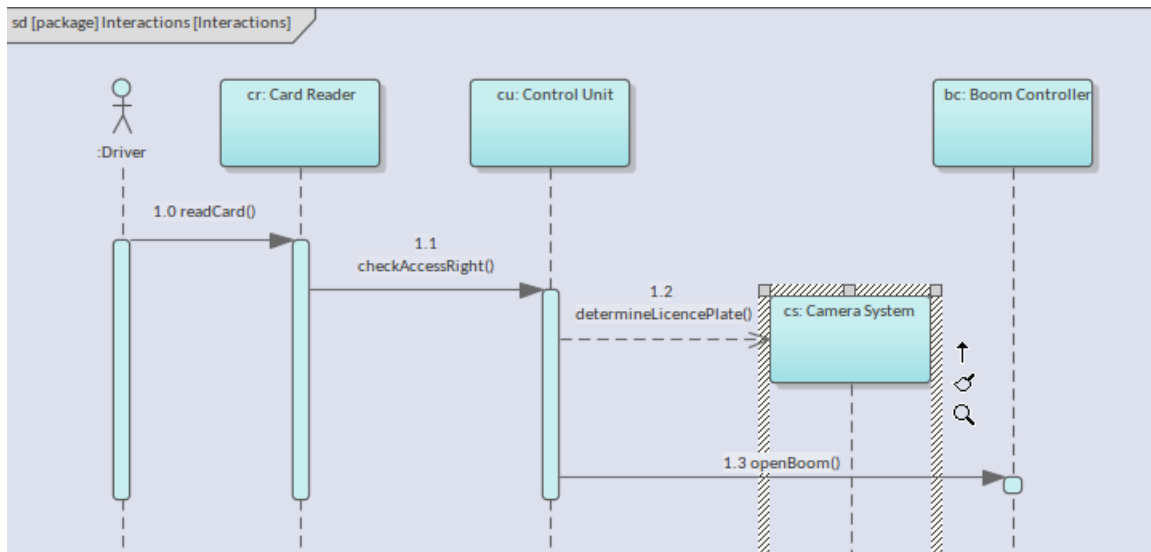 sd [package] Interactions [Interactions]
cr: Card Reader
cu: Control Unit
bc: Boom Controller
:Driver
1.0 readCard()
1.1
checkAccessRight()
1.2
determineLicencePlate()
cs: Camera System
1.3 openBoom()